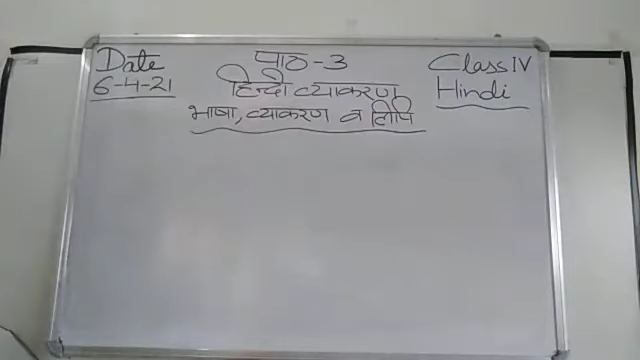 Date
6-4-21
पाठ-3
हिन्दी व्याकरण
भाषा, व्याकरण व लिपि
Class IV
Hindi